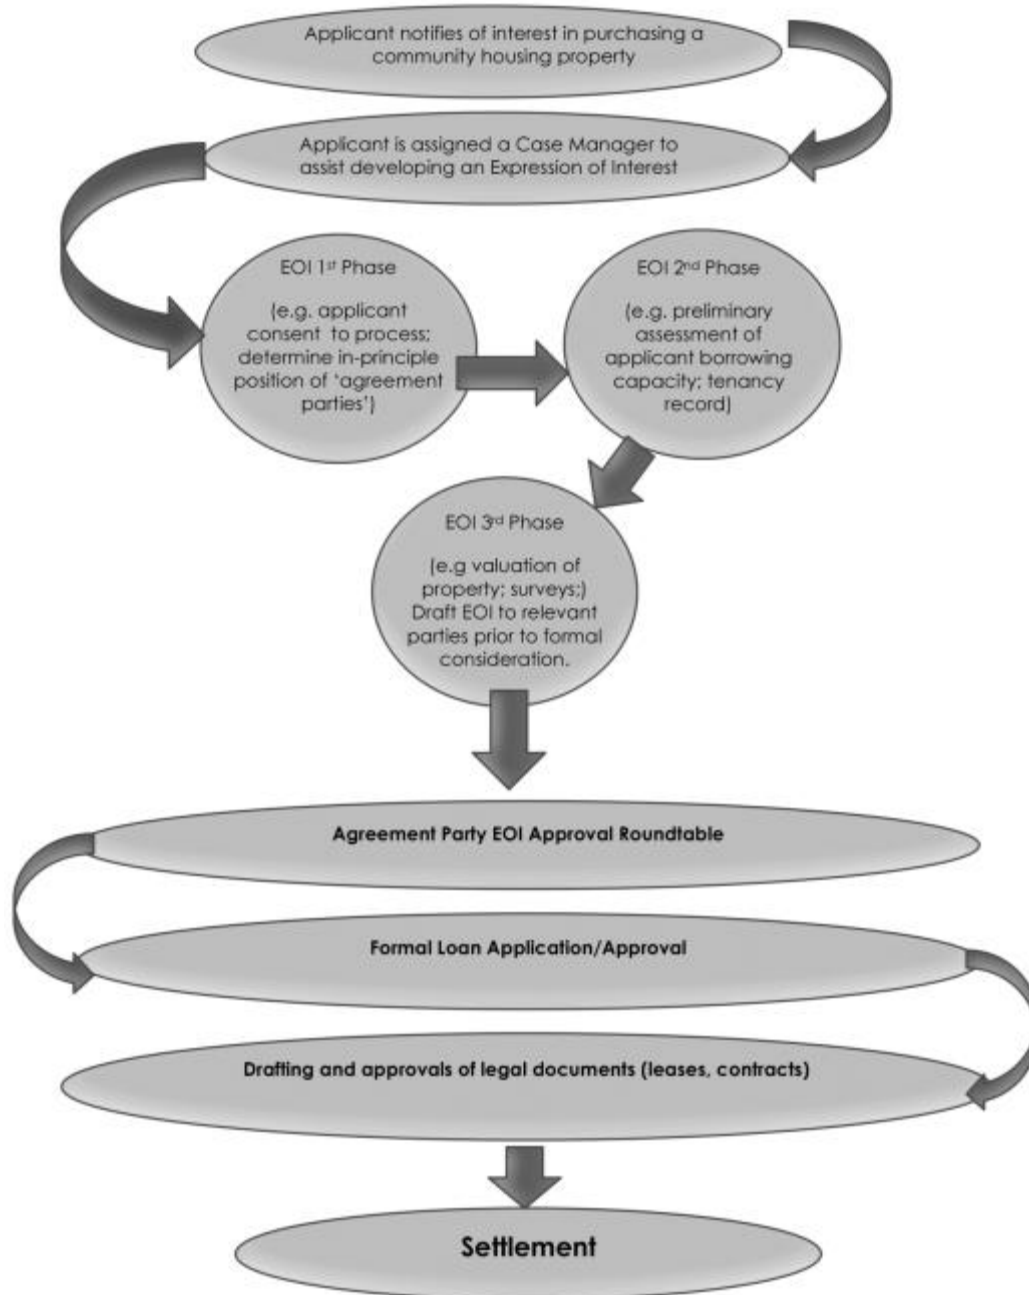 Applicant notifies of interest in purchasing a
community housing property
Applicant is assigned a Case Manager to
assist developing an Expression of Interest
EOI 1st Phase
(e.g. applicant
consent to process;
determine in-principle
position of ‘agreement
parties’)
EOI 2nd Phase
(e.g. preliminary
assessment of
applicant borrowing
capacity; tenancy
record)
EOI 3rd Phase
(e.g valuation of
property; surveys;)
Draft EOI to relevant
parties prior to formal
consideration.
Agreement Party EOI Approval Roundtable
Formal Loan Application/Approval
Drafting and approvals of legal documents (leases, contracts)
Settlement